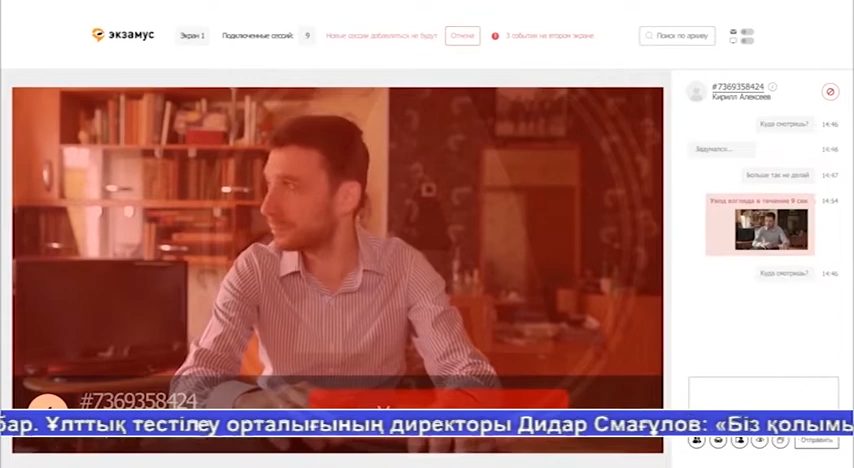 экзамус
Экран 1
Подключенные сессий:
9
Новые сессии добавляться не будут
Отмена
3 события на втором экране
Поиск по архиву
#7369358424
Кирилл Алексеев
Куда смотришь?
14:46
Задумался...
14:46
Больше так не делай
14:47
Увод взгляда в течение 9 сек
14:54
Куда смотришь?
14:46
#7369358424
бар. Ұлттық тестілеу орталығының директоры Дидар Смағұлов: «Біз қолымы
Отправить